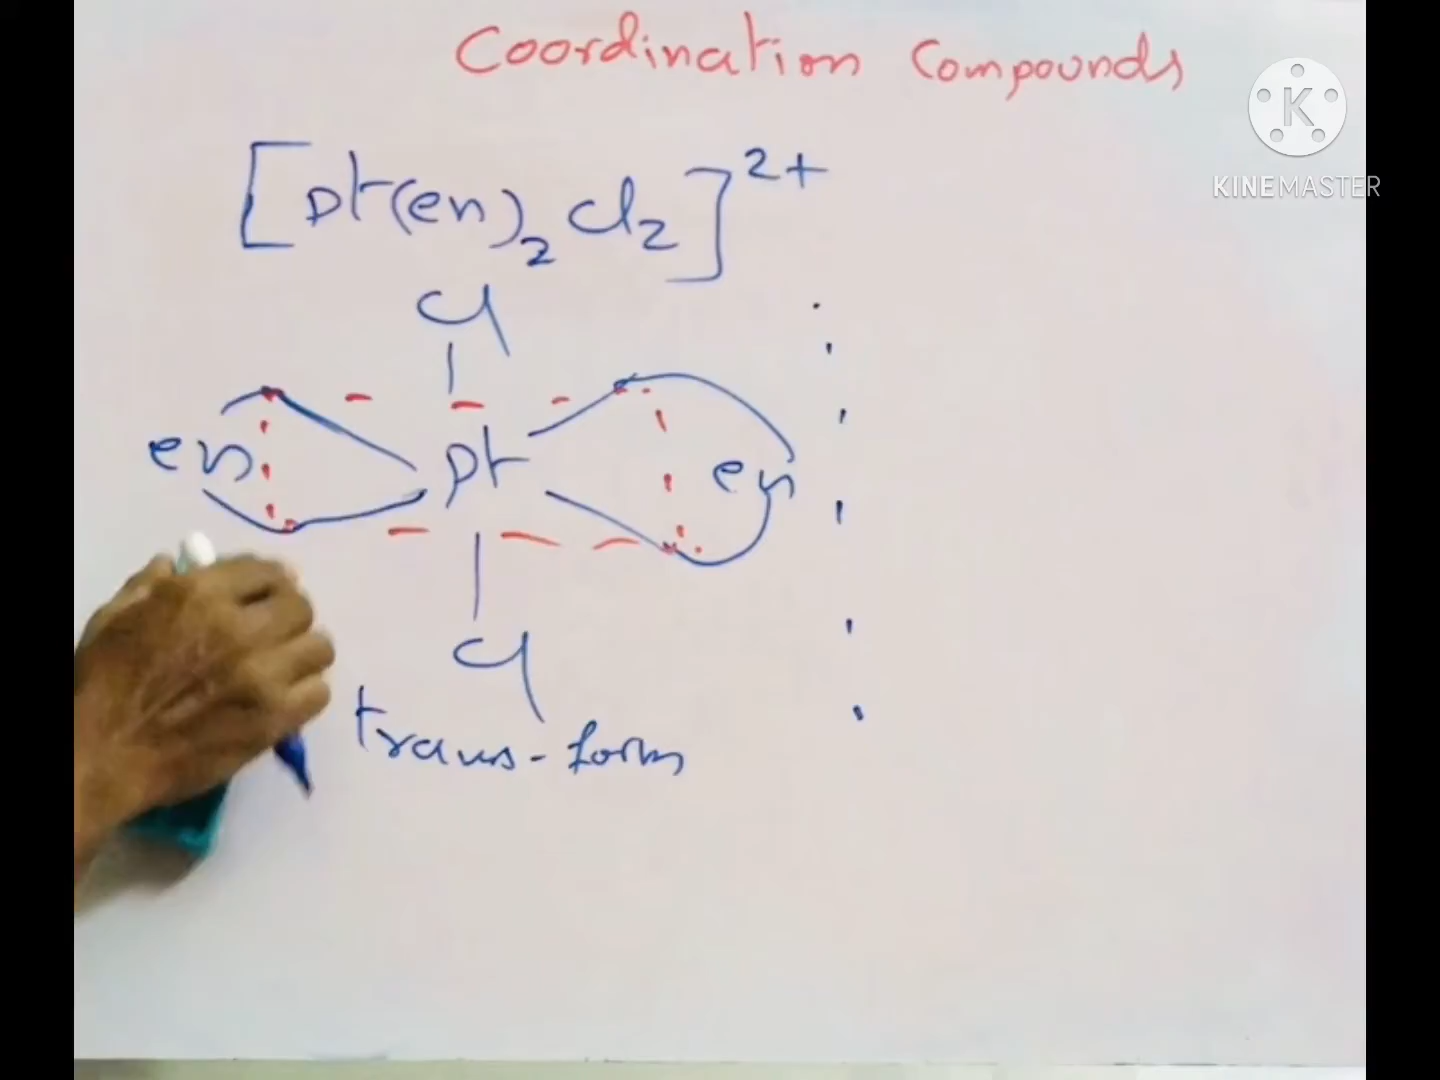 Coordination Compounds
K
KINEMASTER
[Pt(en)₂Cl₂]²⁺
Cl
en Pt en
Cl
trans-form